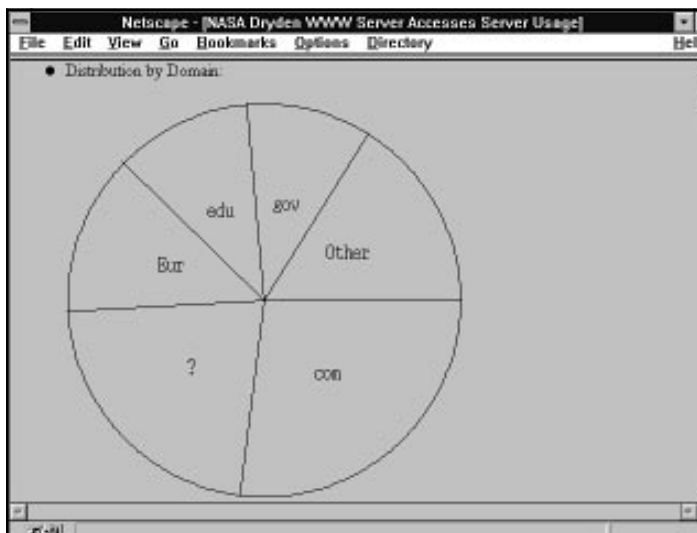 Netscape - [NASA Dryden WWW Server Accesses Server Usage]
File Edit View Go Bookmarks Options Directory Hel
Distribution by Domain:
edu
gov
Other
Eur
?
com